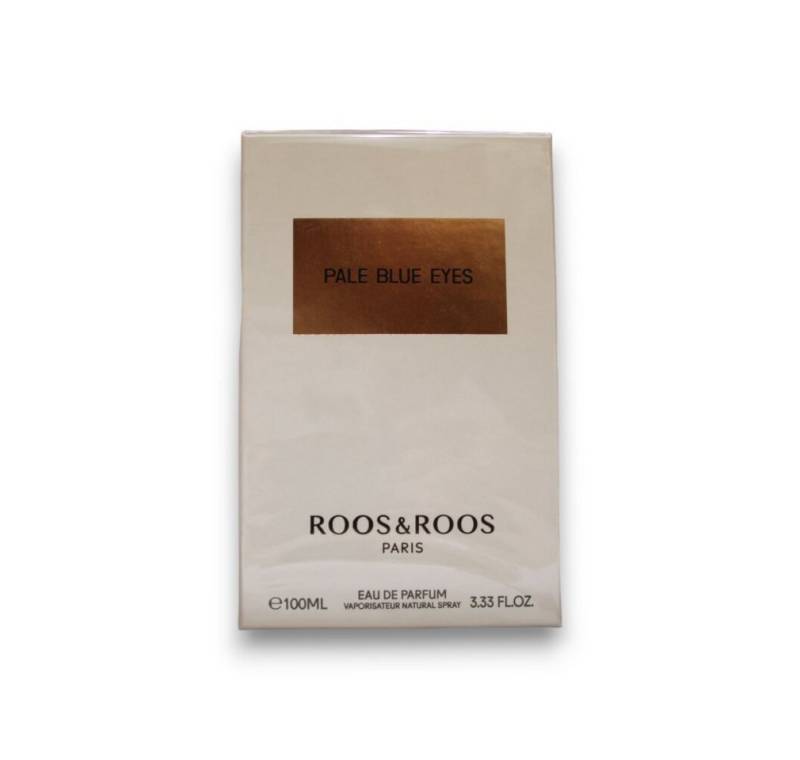 PALE BLUE EYES
ROOS&ROOS
PARIS
EAU DE PARFUM
℮100ML VAPORISATEUR NATURAL SPRAY 3.33 FL.OZ.